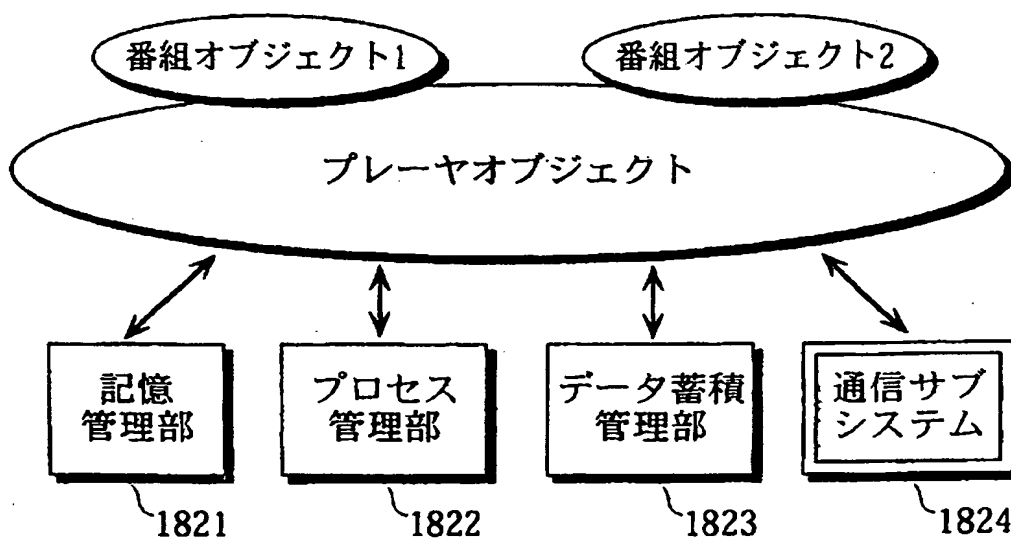 番組オブジェクト1
番組オブジェクト2
プレーヤオブジェクト
記憶
管理部
プロセス
管理部
データ蓄積
管理部
通信サブ
システム
1821
1822
1823
1824